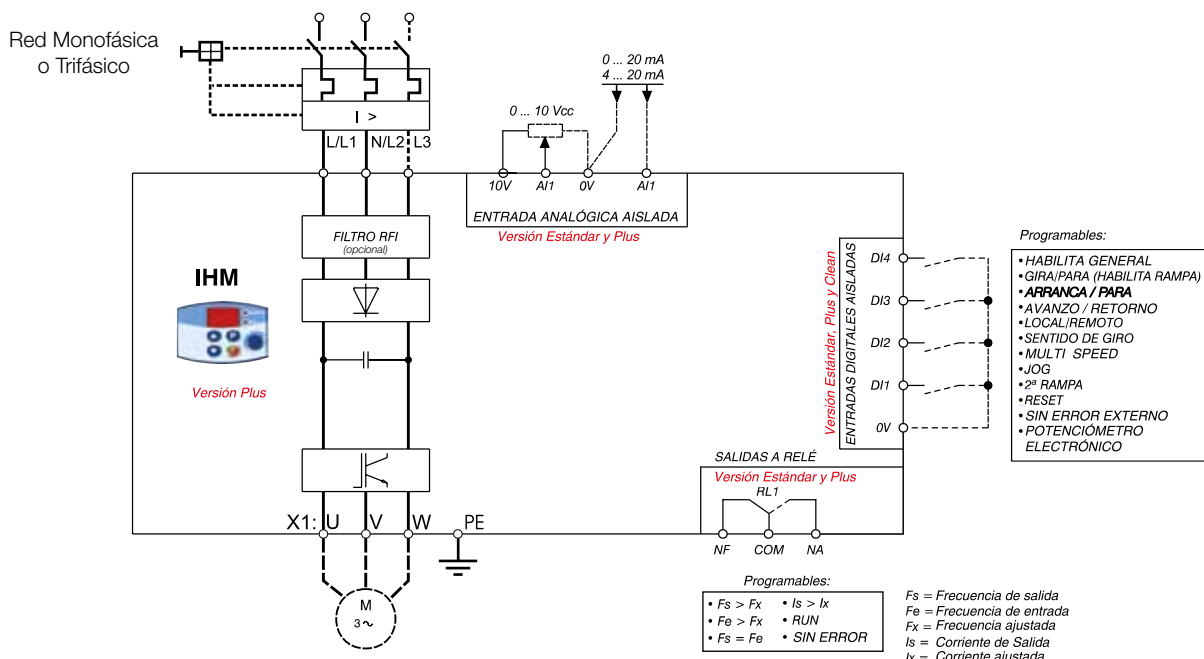 Red Monofásica
o Trifásico
I >
L/L1 N/L2 L3
0 ... 10 Vcc
0 ... 20 mA
4 ... 20 mA
10V AI1 0V AI1
ENTRADA ANALÓGICA AISLADA
Versión Estándar y Plus
FILTRO RFI
(opcional)
IHM
Versión Plus
Versión Estándar, Plus y Clean
ENTRADAS DIGITALES AISLADAS
DI4
DI3
DI2
DI1
0V
Programables:
• HABILITA GENERAL
• GIRA/PARA (HABILITA RAMPA)
• ARRANCA / PARA
• AVANZO / RETORNO
• LOCAL/REMOTO
• SENTIDO DE GIRO
• MULTI SPEED
• JOG
• 2ª RAMPA
• RESET
• SIN ERROR EXTERNO
• POTENCIÓMETRO
ELECTRÓNICO
SALIDAS A RELÉ
Versión Estándar y Plus
RL1
NF COM NA
X1: U V W PE
M
3 ~
Programables:
• Fs > Fx • Is > Ix
• Fe > Fx • RUN
• Fs = Fe • SIN ERROR
Fs = Frecuencia de salida
Fe = Frecuencia de entrada
Fx = Frecuencia ajustada
Is = Corriente de Salida
Ix = Corriente ajustada